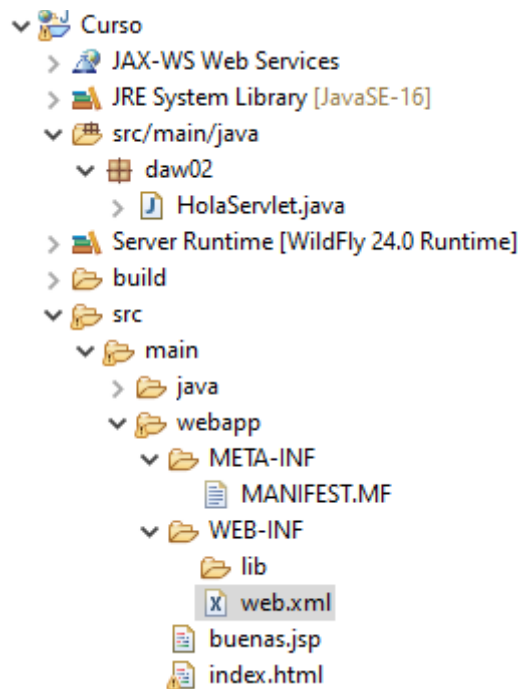 Curso
JAX-WS Web Services
JRE System Library [JavaSE-16]
src/main/java
daw02
HolaServlet.java
Server Runtime [WildFly 24.0 Runtime]
build
src
main
java
webapp
META-INF
MANIFEST.MF
WEB-INF
lib
web.xml
buenas.jsp
index.html